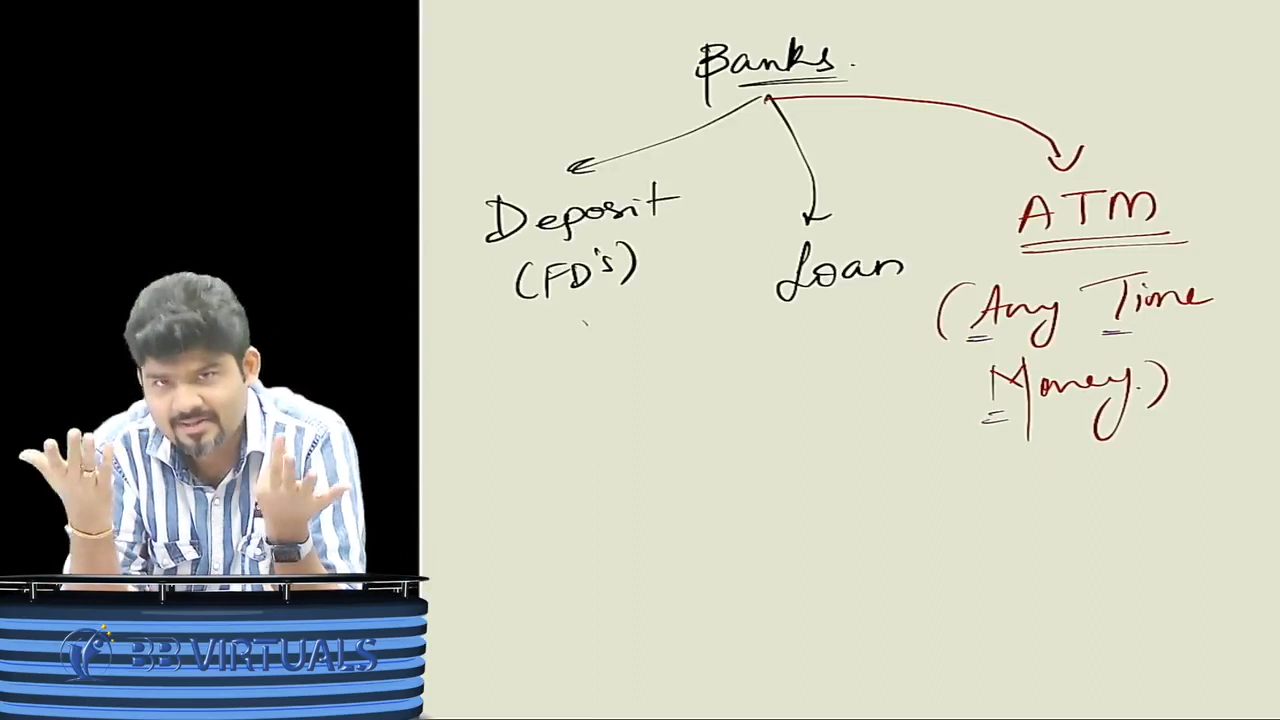 Banks.
Deposit
(FD's)
Loan
ATM
(Any Time
Money.)
BB VIRTUALS